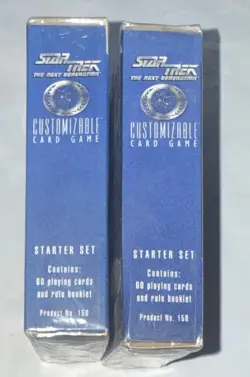 STAR TREK
THE NEXT GENERATION
CUSTOMIZABLE
CARD GAME
STARTER SET
Contains:
60 playing cards
and rule booklet
Product No. 150
STAR TREK
THE NEXT GENERATION
CUSTOMIZABLE™
CARD GAME
STARTER SET
Contains:
60 playing cards
and rule booklet
Product No. 150